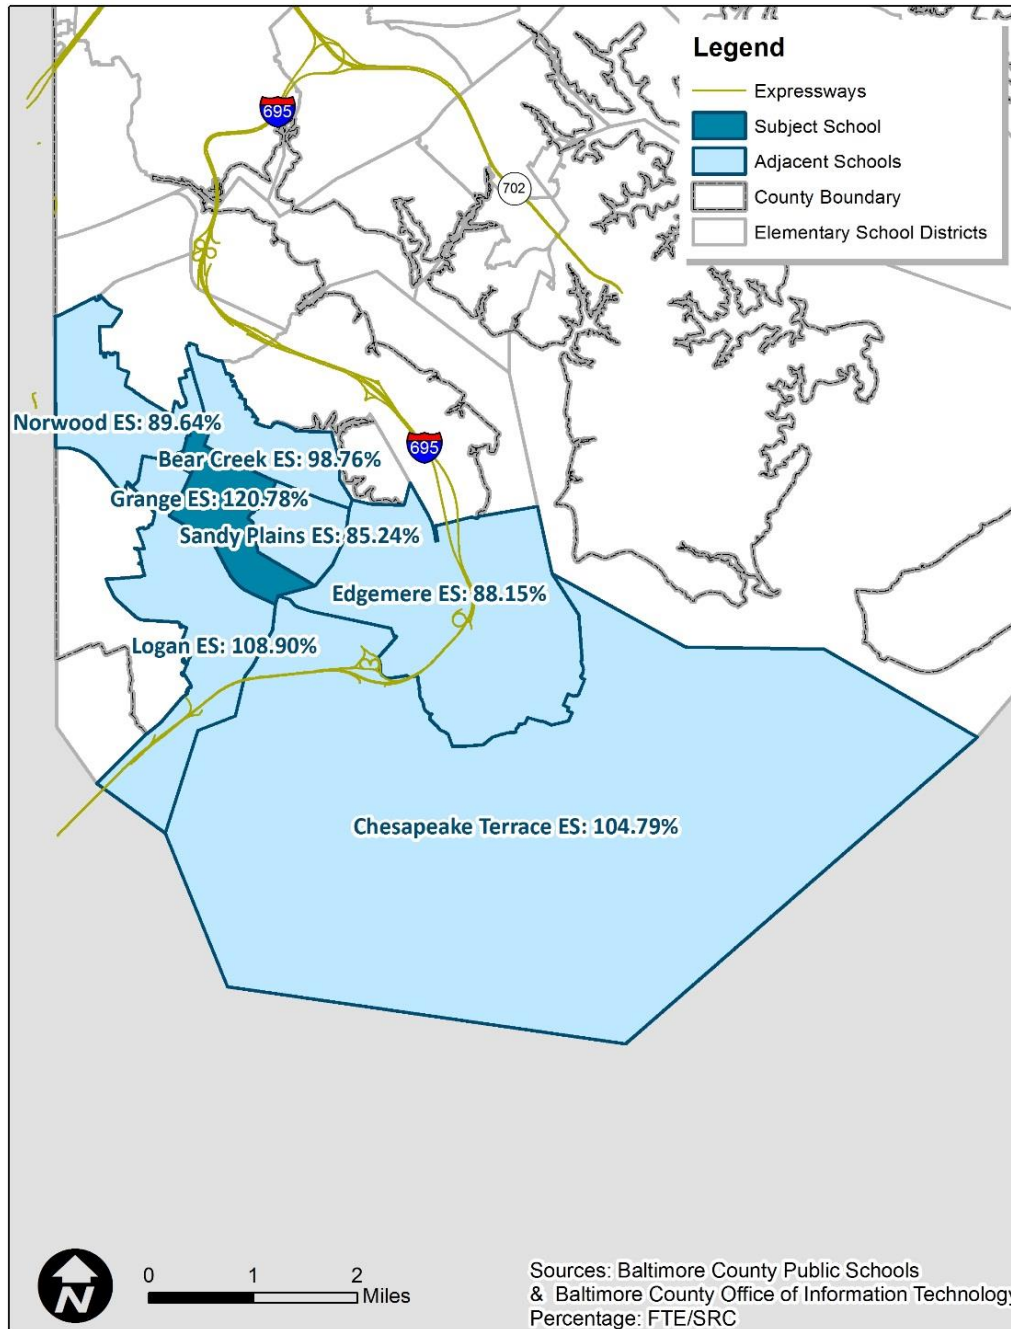 Legend
Expressways
Subject School
Adjacent Schools
County Boundary
Elementary School Districts
695
702
695
Norwood ES: 89.64%
Bear Creek ES: 98.76%
Grange ES: 120.78%
Sandy Plains ES: 85.24%
Edgemere ES: 88.15%
Logan ES: 108.90%
Chesapeake Terrace ES: 104.79%
N
0 1 2
Miles
Sources: Baltimore County Public Schools
& Baltimore County Office of Information Technology
Percentage: FTE/SRC